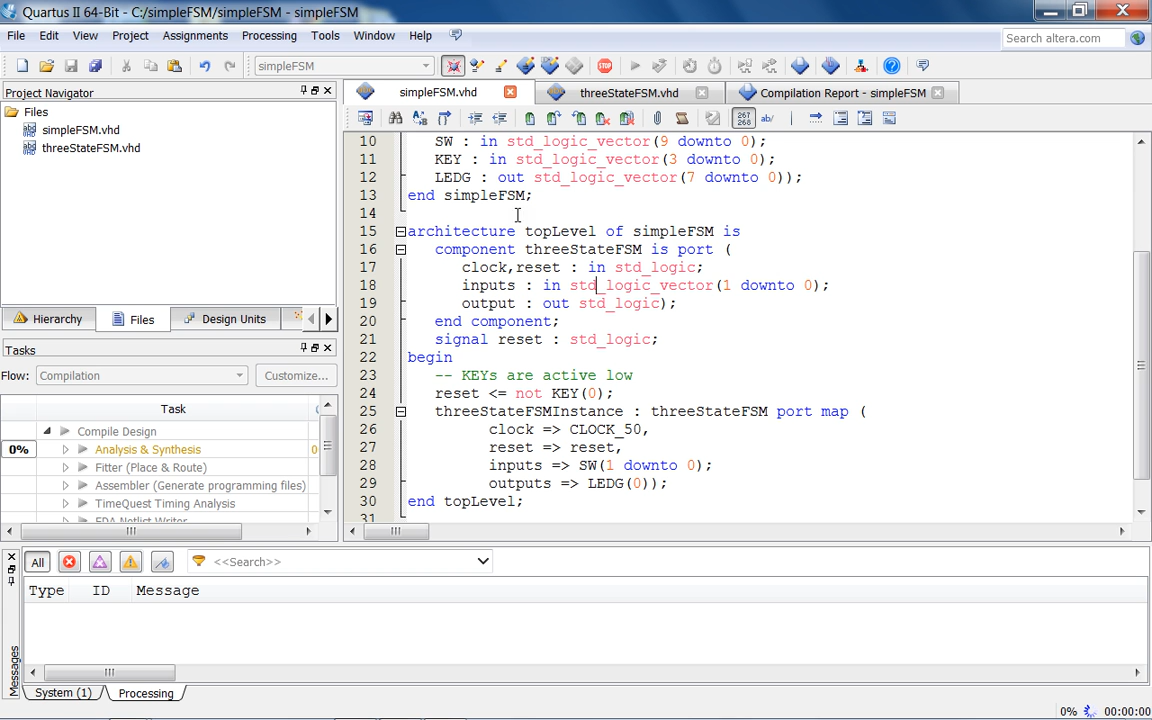 Quartus II 64-Bit - C:/simpleFSM/simpleFSM - simpleFSM
File Edit View Project Assignments Processing Tools Window Help
Search altera.com
simpleFSM
Project Navigator
simpleFSM.vhd
threeStateFSM.vhd
Compilation Report - simpleFSM
Files
simpleFSM.vhd
threeStateFSM.vhd
Hierarchy
Files
Design Units
Tasks
Flow: Compilation
Customize...
Task
Compile Design
0%
Analysis & Synthesis
0
Fitter (Place & Route)
Assembler (Generate programming files)
TimeQuest Timing Analysis
EDA Netlist Writer
267
268
ab/
10 SW : in std_logic_vector(9 downto 0);
11 KEY : in std_logic_vector(3 downto 0);
12 LEDG : out std_logic_vector(7 downto 0));
13 end simpleFSM;
14
15 architecture topLevel of simpleFSM is
16 component threeStateFSM is port (
17 clock,reset : in std_logic;
18 inputs : in std_logic_vector(1 downto 0);
19 output : out std_logic);
20 end component;
21 signal reset : std_logic;
22 begin
23 -- KEYs are active low
24 reset <= not KEY(0);
25 threeStateFSMInstance : threeStateFSM port map (
26 clock => CLOCK_50,
27 reset => reset,
28 inputs => SW(1 downto 0);
29 outputs => LEDG(0));
30 end topLevel;
31
All
<<Search>>
Type ID Message
Messages
System (1)
Processing
0% 00:00:00